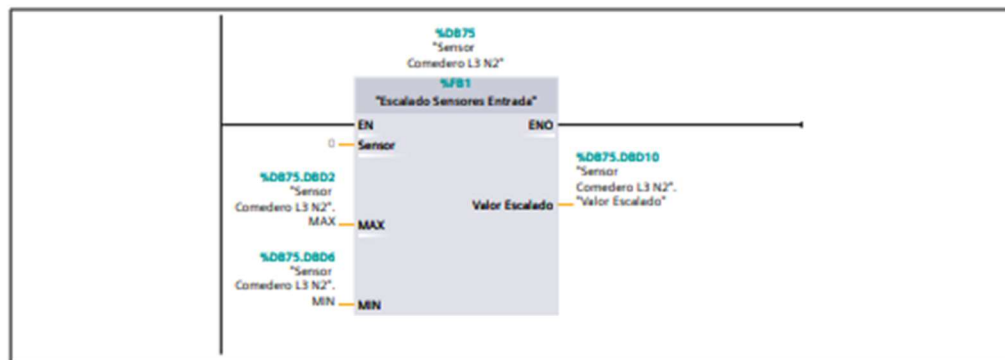 %DB75
"Sensor
Comedero L3 N2"
%FB1
"Escalado Sensores Entrada"
EN
ENO
0
Sensor
%DB75.DBD2
"Sensor
Comedero L3 N2".
MAX
MAX
%DB75.DBD10
"Sensor
Comedero L3 N2".
"Valor Escalado"
Valor Escalado
%DB75.DBD6
"Sensor
Comedero L3 N2".
MIN
MIN